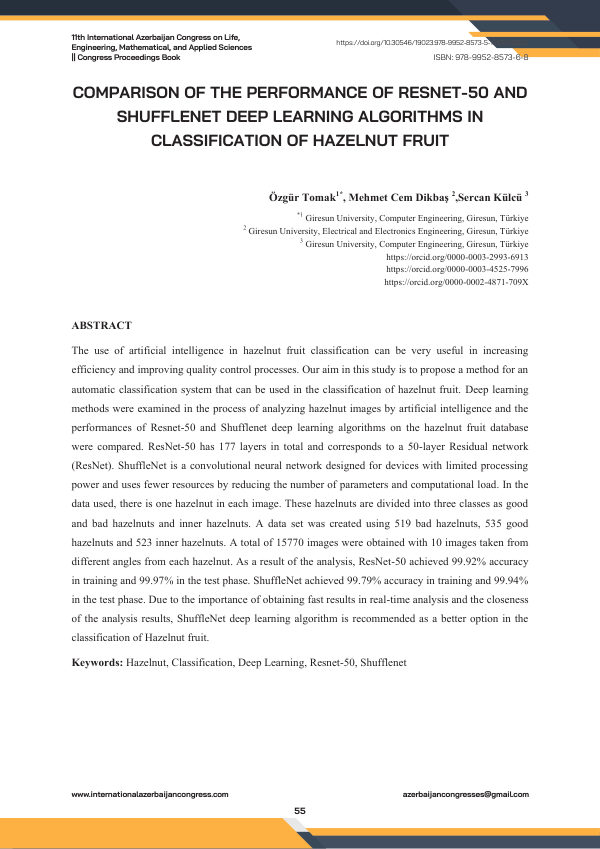 11th International Azerbaijan Congress on Life,
Engineering, Mathematical, and Applied Sciences
|| Congress Proceedings Book
https://doi.org/10.30546/19023.978-9952-8573-5-
ISBN: 978-9952-8573-6-8
COMPARISON OF THE PERFORMANCE OF RESNET-50 AND
SHUFFLENET DEEP LEARNING ALGORITHMS IN
CLASSIFICATION OF HAZELNUT FRUIT
Özgür Tomak1*, Mehmet Cem Dikbaş 2,Sercan Külcü 3
*1 Giresun University, Computer Engineering, Giresun, Türkiye
2 Giresun University, Electrical and Electronics Engineering, Giresun, Türkiye
3 Giresun University, Computer Engineering, Giresun, Türkiye
https://orcid.org/0000-0003-2993-6913
https://orcid.org/0000-0003-4525-7996
https://orcid.org/0000-0002-4871-709X
ABSTRACT
The use of artificial intelligence in hazelnut fruit classification can be very useful in increasing
efficiency and improving quality control processes. Our aim in this study is to propose a method for an
automatic classification system that can be used in the classification of hazelnut fruit. Deep learning
methods were examined in the process of analyzing hazelnut images by artificial intelligence and the
performances of Resnet-50 and Shufflenet deep learning algorithms on the hazelnut fruit database
were compared. ResNet-50 has 177 layers in total and corresponds to a 50-layer Residual network
(ResNet). ShuffleNet is a convolutional neural network designed for devices with limited processing
power and uses fewer resources by reducing the number of parameters and computational load. In the
data used, there is one hazelnut in each image. These hazelnuts are divided into three classes as good
and bad hazelnuts and inner hazelnuts. A data set was created using 519 bad hazelnuts, 535 good
hazelnuts and 523 inner hazelnuts. A total of 15770 images were obtained with 10 images taken from
different angles from each hazelnut. As a result of the analysis, ResNet-50 achieved 99.92% accuracy
in training and 99.97% in the test phase. ShuffleNet achieved 99.79% accuracy in training and 99.94%
in the test phase. Due to the importance of obtaining fast results in real-time analysis and the closeness
of the analysis results, ShuffleNet deep learning algorithm is recommended as a better option in the
classification of Hazelnut fruit.
Keywords: Hazelnut, Classification, Deep Learning, Resnet-50, Shufflenet
www.internationalazerbaijancongress.com
azerbaijancongresses@gmail.com
55